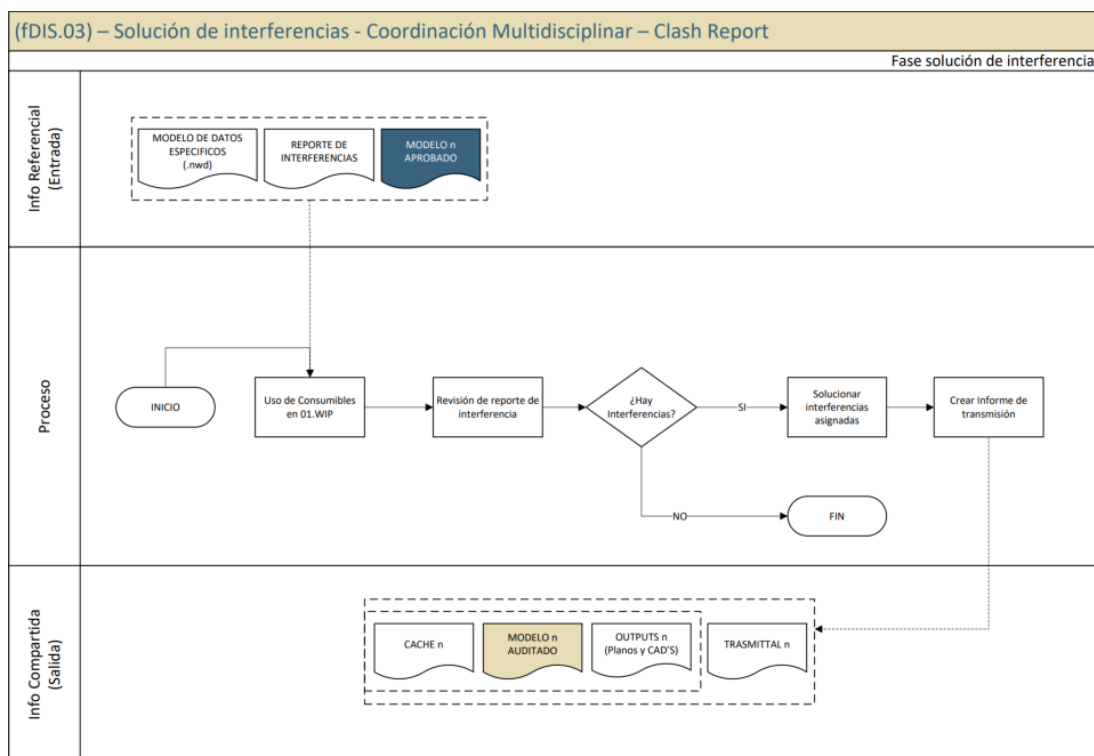 (fDIS.03) – Solución de interferencias - Coordinación Multidisciplinar – Clash Report
Fase solución de interferencia
Info Referencial
(Entrada)
MODELO DE DATOS
ESPECIFICOS
(.nwd)
REPORTE DE
INTERFERENCIAS
MODELO n
APROBADO
Proceso
INICIO
Uso de Consumibles
en 01.WIP
Revisión de reporte de
interferencia
¿Hay
Interferencias?
SI
Solucionar
interferencias
asignadas
Crear Informe de
transmisión
NO
FIN
Info Compartida
(Salida)
CACHE n
MODELO n
AUDITADO
OUTPUTS n
(Planos y CAD'S)
TRASMITTAL n